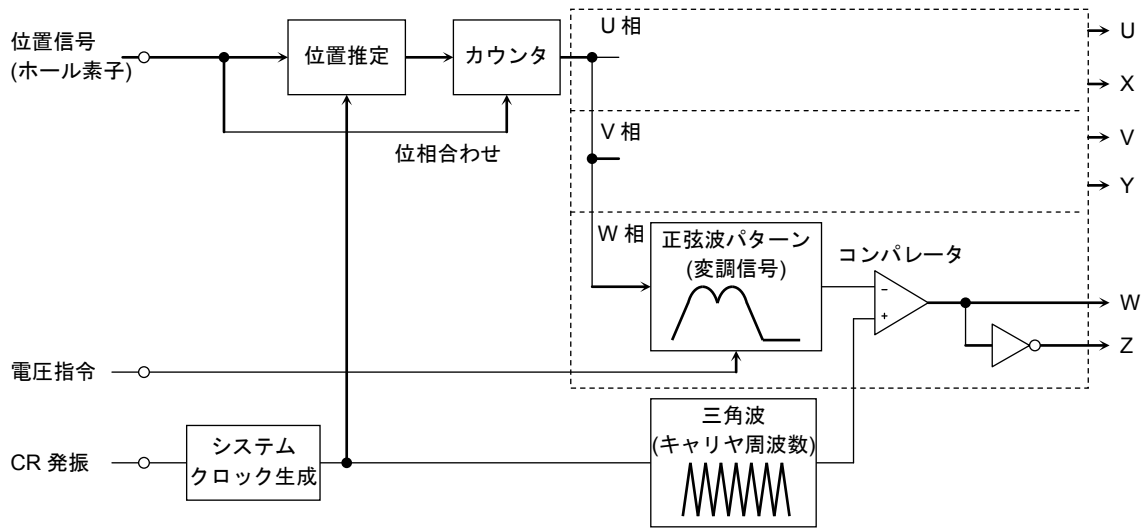 位置信号
(ホール素子)
位置推定
カウンタ
位相合わせ
U 相
V 相
W 相
正弦波パターン
(変調信号)
コンパレータ
−
+
U
X
V
Y
W
Z
電圧指令
CR 発振
システム
クロック生成
三角波
(キャリヤ周波数)